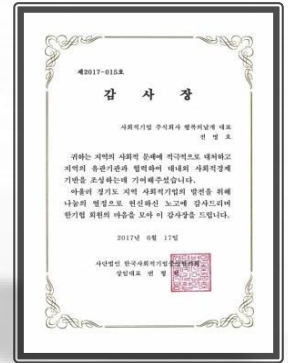 제2017-015호
감 사 장
사회적기업 주식회사 행복의날개 대표
전 영 호
귀하는 지역의 사회적 문제에 적극적으로 대처하고
지역의 유관기관과 협력하여 대내외 사회적경제
기반을 조성하는데 기여해주셨습니다.
아울러 경기도 지역 사회적기업의 발전을 위해
나눔의 열정으로 헌신하신 노고에 감사드리며
한기협 회원의 마음을 모아 이 감사장을 드립니다.
2017년 6월 17일
사단법인 한국사회적기업중앙협의회
상임대표